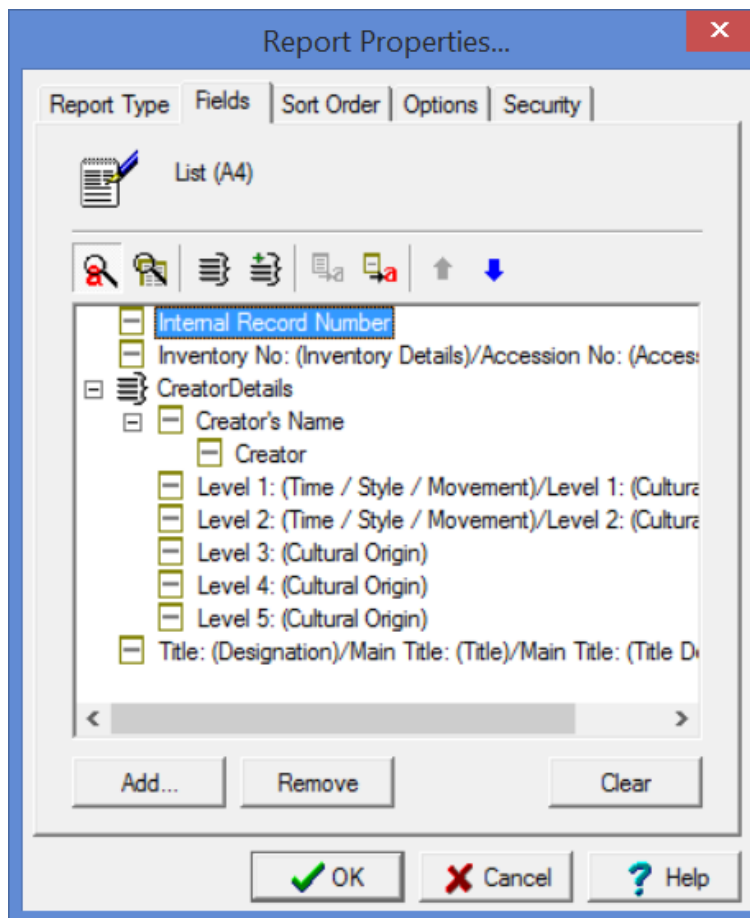 Report Properties...
Report Type Fields Sort Order Options Security
List (A4)
Internal Record Number
Inventory No: (Inventory Details)/Accession No: (Acces
CreatorDetails
Creator's Name
Creator
Level 1: (Time / Style / Movement)/Level 1: (Cultura
Level 2: (Time / Style / Movement)/Level 2: (Cultura
Level 3: (Cultural Origin)
Level 4: (Cultural Origin)
Level 5: (Cultural Origin)
Title: (Designation)/Main Title: (Title)/Main Title: (Title D
Add... Remove Clear
OK Cancel Help